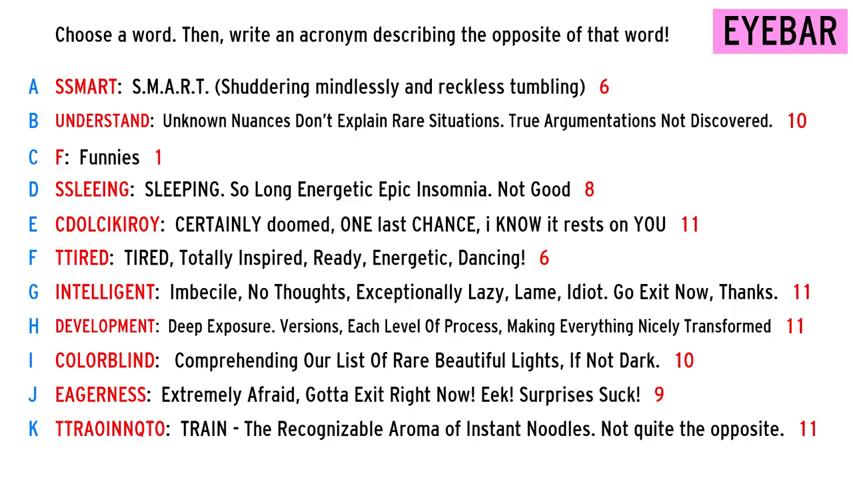 Choose a word. Then, write an acronym describing the opposite of that word!
EYEBAR
A SSMART: S.M.A.R.T. (Shuddering mindlessly and reckless tumbling) 6
B UNDERSTAND: Unknown Nuances Don't Explain Rare Situations. True Argumentations Not Discovered. 10
C F: Funnies 1
D SSLEEING: SLEEPING. So Long Energetic Epic Insomnia. Not Good 8
E CDOLCIKIROY: CERTAINLY doomed, ONE last CHANCE, i KNOW it rests on YOU 11
F TTIRED: TIRED, Totally Inspired, Ready, Energetic, Dancing! 6
G INTELLIGENT: Imbecile, No Thoughts, Exceptionally Lazy, Lame, Idiot. Go Exit Now, Thanks. 11
H DEVELOPMENT: Deep Exposure. Versions, Each Level Of Process, Making Everything Nicely Transformed 11
I COLORBLIND: Comprehending Our List Of Rare Beautiful Lights, If Not Dark. 10
J EAGERNESS: Extremely Afraid, Gotta Exit Right Now! Eek! Surprises Suck! 9
K TTRAOINNQTO: TRAIN - The Recognizable Aroma of Instant Noodles. Not quite the opposite. 11